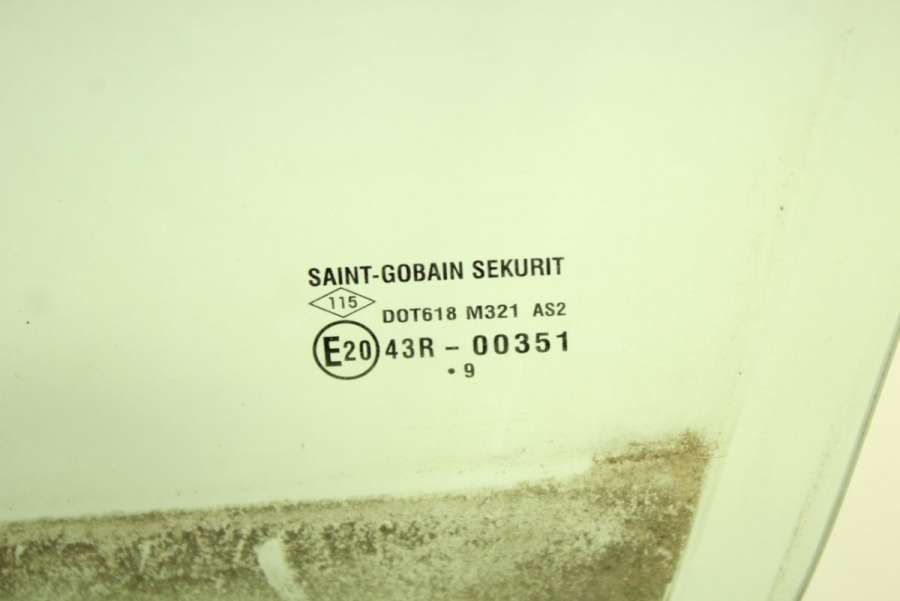 SAINT-GOBAIN SEKURIT
115
DOT618 M321 AS2
E20 43R - 00351
• 9